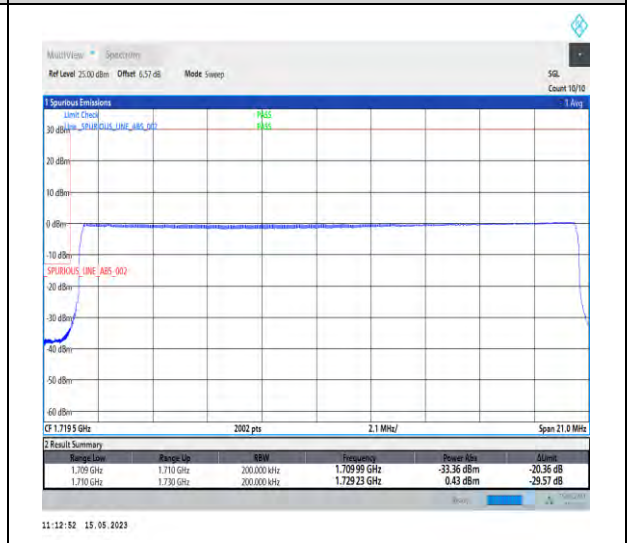 MultiView Spectrum
Ref Level 25.00 dBm Offset 6.57 dB Mode Sweep SGL
Count 10/10
1 Spurious Emissions 1 Avg
Limit Check PASS
Line _SPURIOUS_LINE_ABS_002 PASS
30 dBm
20 dBm
10 dBm
0 dBm
-10 dBm
_SPURIOUS_LINE_ABS_002
-20 dBm
-30 dBm
-40 dBm
-50 dBm
-60 dBm
CF 1.719 5 GHz 2002 pts 2.1 MHz/ Span 21.0 MHz
2 Result Summary
Range Low Range Up RBW Frequency Power Abs ΔLimit
1.709 GHz 1.710 GHz 200.000 kHz 1.709 99 GHz -33.36 dBm -20.36 dB
1.710 GHz 1.730 GHz 200.000 kHz 1.729 23 GHz 0.43 dBm -29.57 dB
11:12:52 15.05.2023